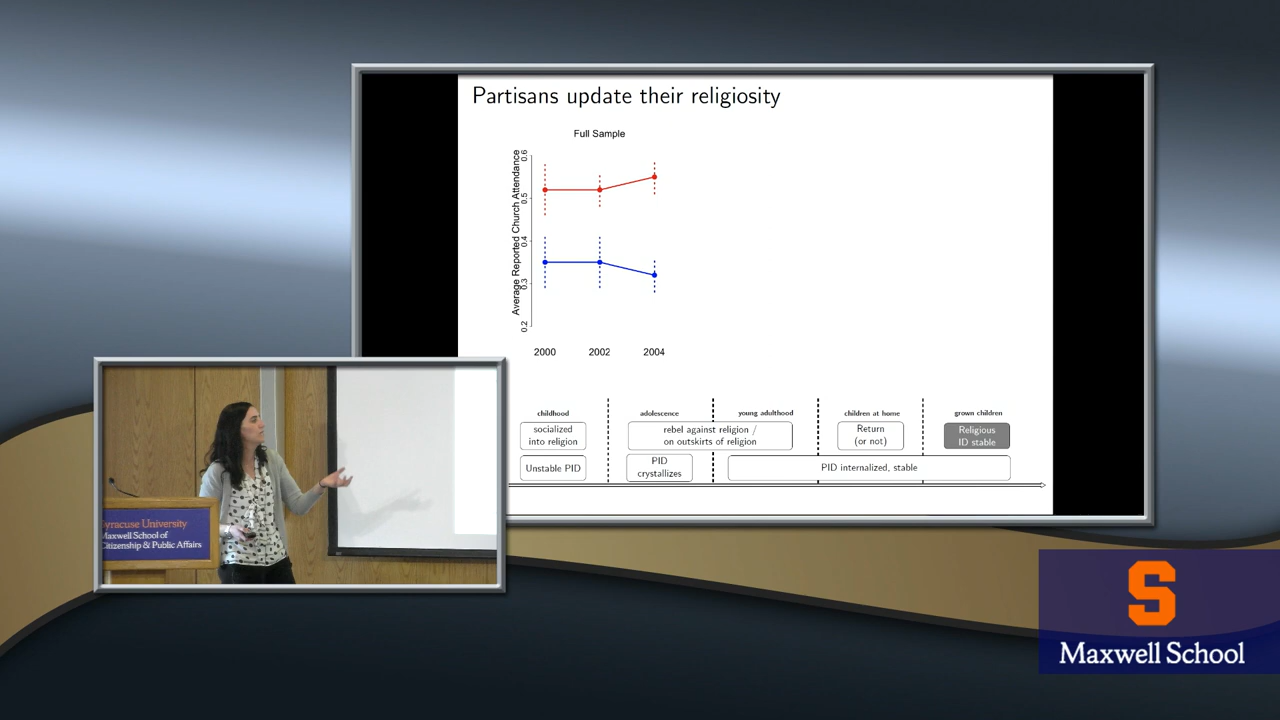 Partisans update their religiosity
Full Sample
Average Reported Church Attendance
0.6
0.5
0.4
0.3
0.2
2000 2002 2004
childhood adolescence young adulthood children at home grown children
socialized
into religion
rebel against religion /
on outskirts of religion
Return
(or not)
Religious
ID stable
Unstable PID
PID
crystallizes
PID internalized, stable
Syracuse University
Maxwell School of
Citizenship & Public Affairs
S
Maxwell School